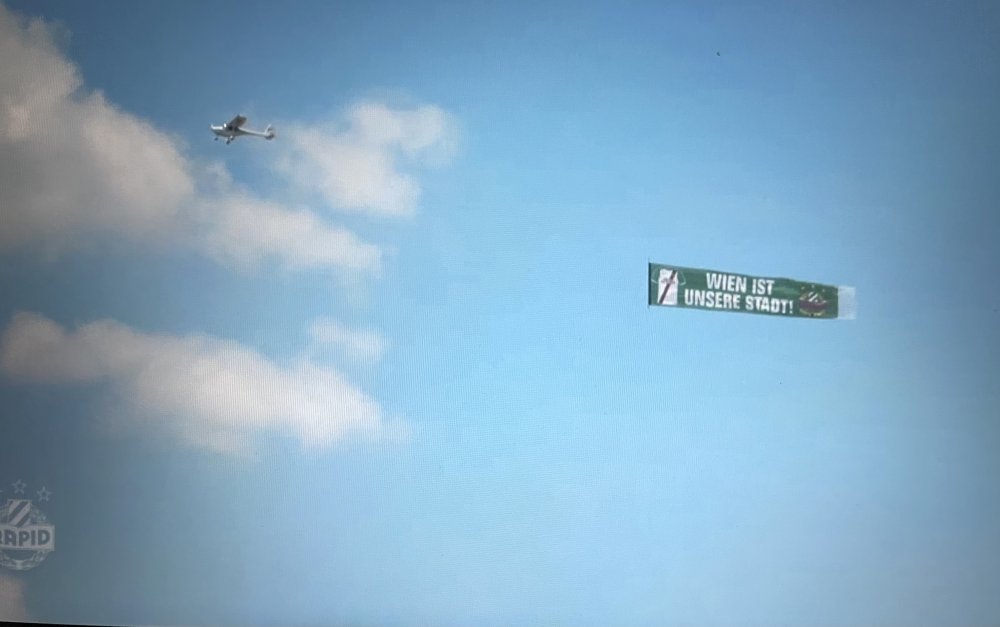 WIEN IST
UNSERE STADT!
RAPID